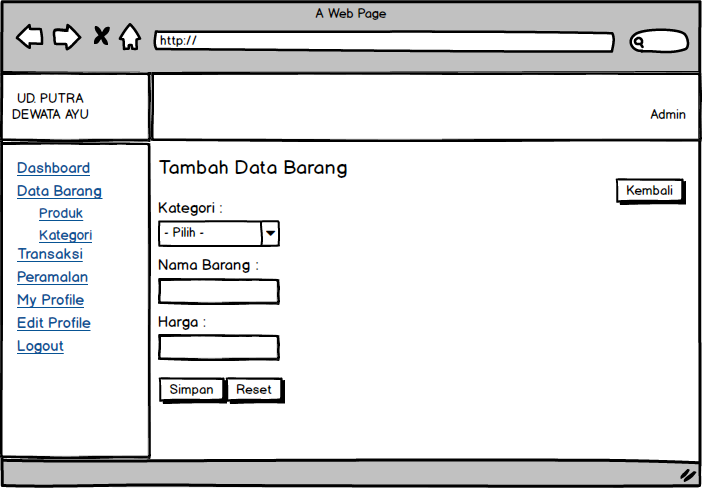 A Web Page
http://
UD. PUTRA
DEWATA AYU
Admin
Dashboard
Data Barang
Produk
Kategori
Transaksi
Peramalan
My Profile
Edit Profile
Logout
Tambah Data Barang
Kembali
Kategori :
- Pilih -
Nama Barang :
Harga :
Simpan
Reset